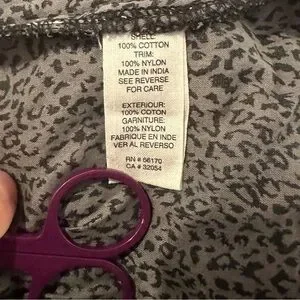 SHELL:
100% COTTON
TRIM:
100% NYLON
MADE IN INDIA
SEE REVERSE
FOR CARE
EXTERIOUR:
100% COTON
GARNITURE:
100% NYLON
FABRIQUE EN INDE
VER AL REVERSO
RN # 56170
CA # 32054